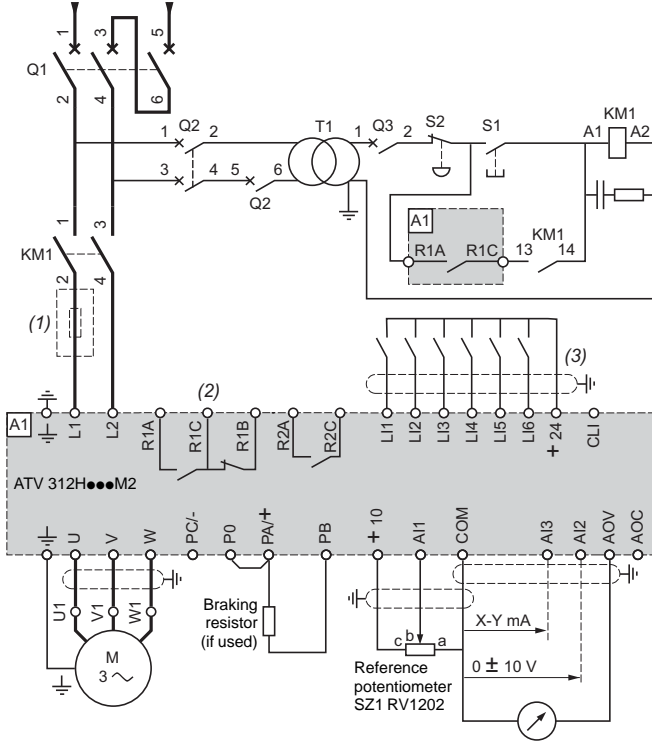 1 3 5
Q1
2 4 6
1 Q2 2
3 4 5 6
Q2
T1
1 Q3 2
S2
S1
KM1
A1 A2
A1
R1A R1C
13 KM1 14
1 3
KM1
2 4
(1)
(2)
(3)
A1
L1 L2 R1A R1C R1B R2A R2C LI1 LI2 LI3 LI4 LI5 LI6 + 24 CLI
ATV 312H●●●M2
U V W PC/- P0 PA/+ PB + 10 AI1 COM AI3 AI2 AOV AOC
U1 V1 W1
M
3
Braking
resistor
(if used)
c b a
Reference
potentiometer
SZ1 RV1202
X-Y mA
0 ± 10 V